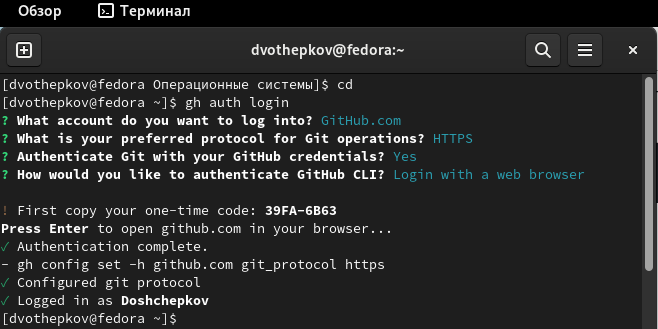 Обзор
Терминал
dvothepkov@fedora:~
[dvothepkov@fedora Операционные системы]$ cd
[dvothepkov@fedora ~]$ gh auth login
? What account do you want to log into? GitHub.com
? What is your preferred protocol for Git operations? HTTPS
? Authenticate Git with your GitHub credentials? Yes
? How would you like to authenticate GitHub CLI? Login with a web browser
! First copy your one-time code: 39FA-6B63
Press Enter to open github.com in your browser...
✓ Authentication complete.
- gh config set -h github.com git_protocol https
✓ Configured git protocol
✓ Logged in as Doshchepkov
[dvothepkov@fedora ~]$